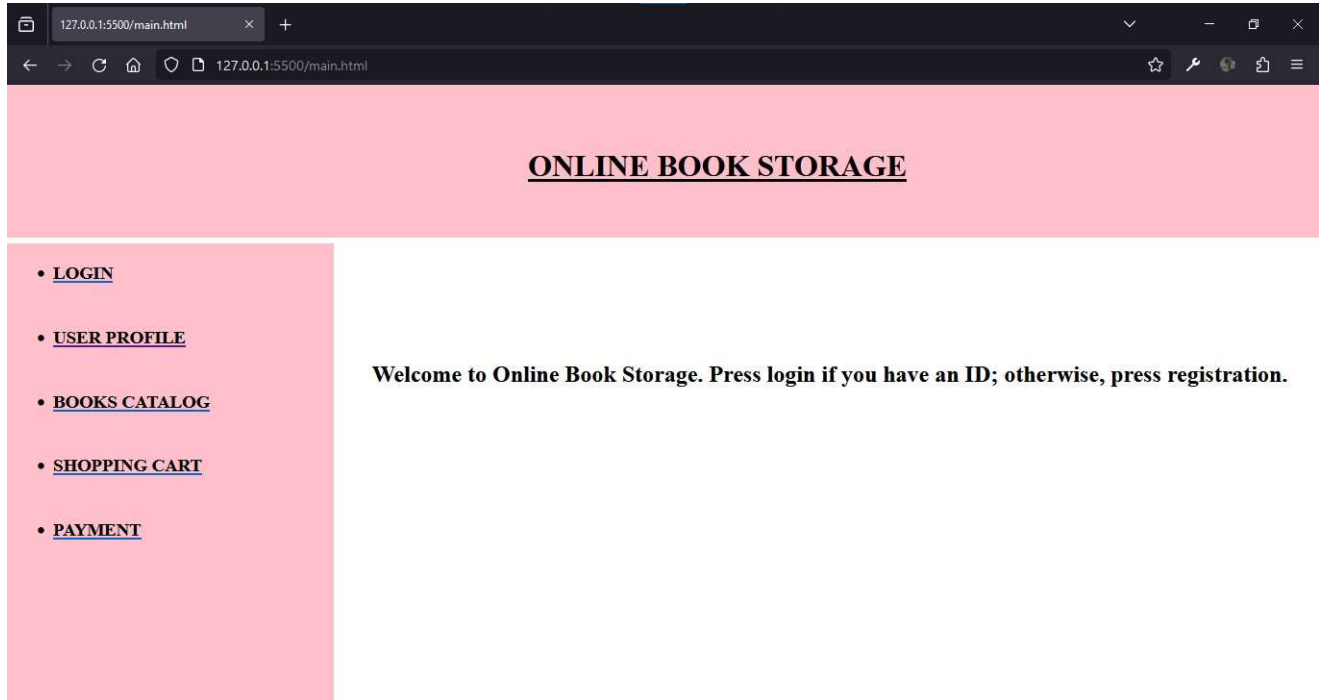 127.0.0.1:5500/main.html
127.0.0.1:5500/main.html
ONLINE BOOK STORAGE
LOGIN
USER PROFILE
BOOKS CATALOG
SHOPPING CART
PAYMENT
Welcome to Online Book Storage. Press login if you have an ID; otherwise, press registration.